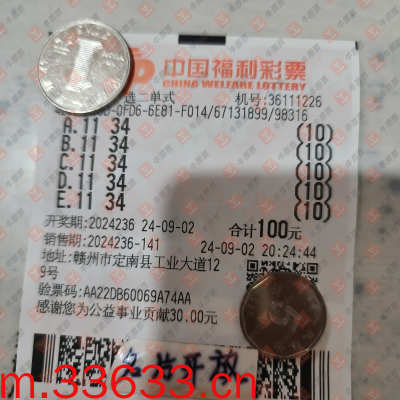 中国福利彩票
CHINA WELFARE LOTTERY
选二单式 机号:36111226
-0FD6-6E81-F014/67131899/98316
A.11 34 (10)
B.11 34 (10)
C.11 34 (10)
D.11 34 (10)
E.11 34 (10)
开奖期:2024236 24-09-02 合计100元
销售期:2024236-141 24-09-02 20:24:44
地址:赣州市定南县工业大道12
9号
验票码:AA22DB60069A74AA
感谢您为公益事业贡献30.00元
开放
m.33633.cn